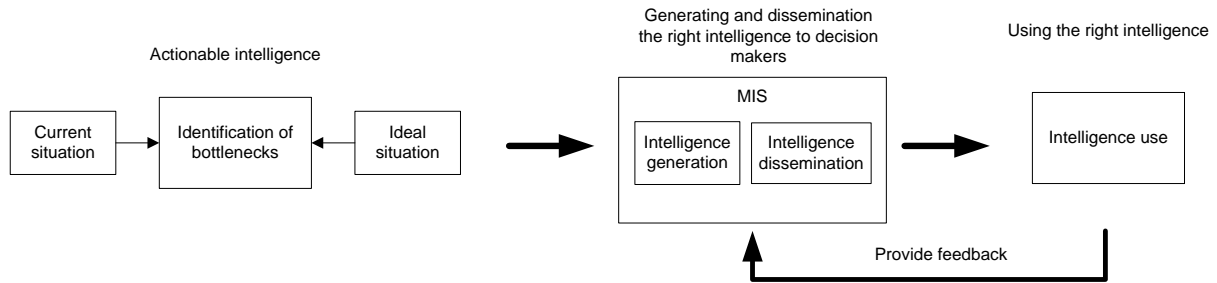 Actionable intelligence
Current
situation
Identification of
bottlenecks
Ideal
situation
Generating and dissemination
the right intelligence to decision
makers
MIS
Intelligence
generation
Intelligence
dissemination
Using the right intelligence
Intelligence use
Provide feedback